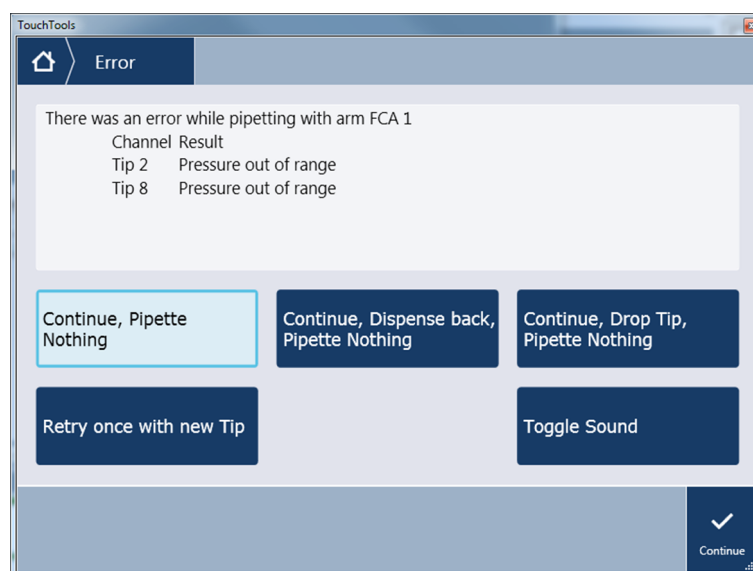 TouchTools
Error
There was an error while pipetting with arm FCA 1
Channel Result
Tip 2 Pressure out of range
Tip 8 Pressure out of range
Continue, Pipette
Nothing
Continue, Dispense back,
Pipette Nothing
Continue, Drop Tip,
Pipette Nothing
Retry once with new Tip
Toggle Sound
Continue